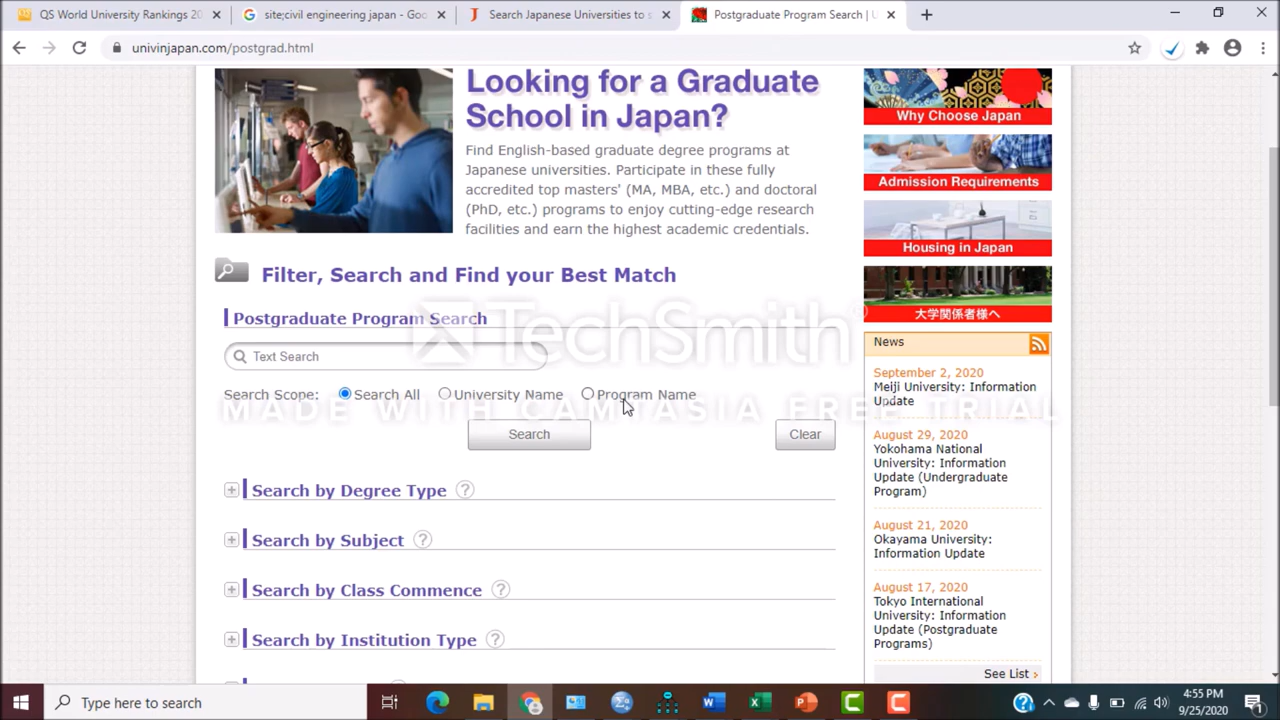 QS World University Rankings 20
site;civil engineering japan - Goo
Search Japanese Universities to s
Postgraduate Program Search | U
univinjapan.com/postgrad.html
Looking for a Graduate
School in Japan?
Find English-based graduate degree programs at
Japanese universities. Participate in these fully
accredited top masters' (MA, MBA, etc.) and doctoral
(PhD, etc.) programs to enjoy cutting-edge research
facilities and earn the highest academic credentials.
Filter, Search and Find your Best Match
Postgraduate Program Search
Text Search
Search Scope: Search All University Name Program Name
Search Clear
Search by Degree Type ?
Search by Subject ?
Search by Class Commence ?
Search by Institution Type ?
Why Choose Japan
Admission Requirements
Housing in Japan
大学関係者様へ
News
September 2, 2020
Meiji University: Information
Update
August 29, 2020
Yokohama National
University: Information
Update (Undergraduate
Program)
August 21, 2020
Okayama University:
Information Update
August 17, 2020
Tokyo International
University: Information
Update (Postgraduate
Programs)
See List ›
TechSmith
MADE WITH CAMTASIA FREE TRIAL
Type here to search
4:55 PM
9/25/2020